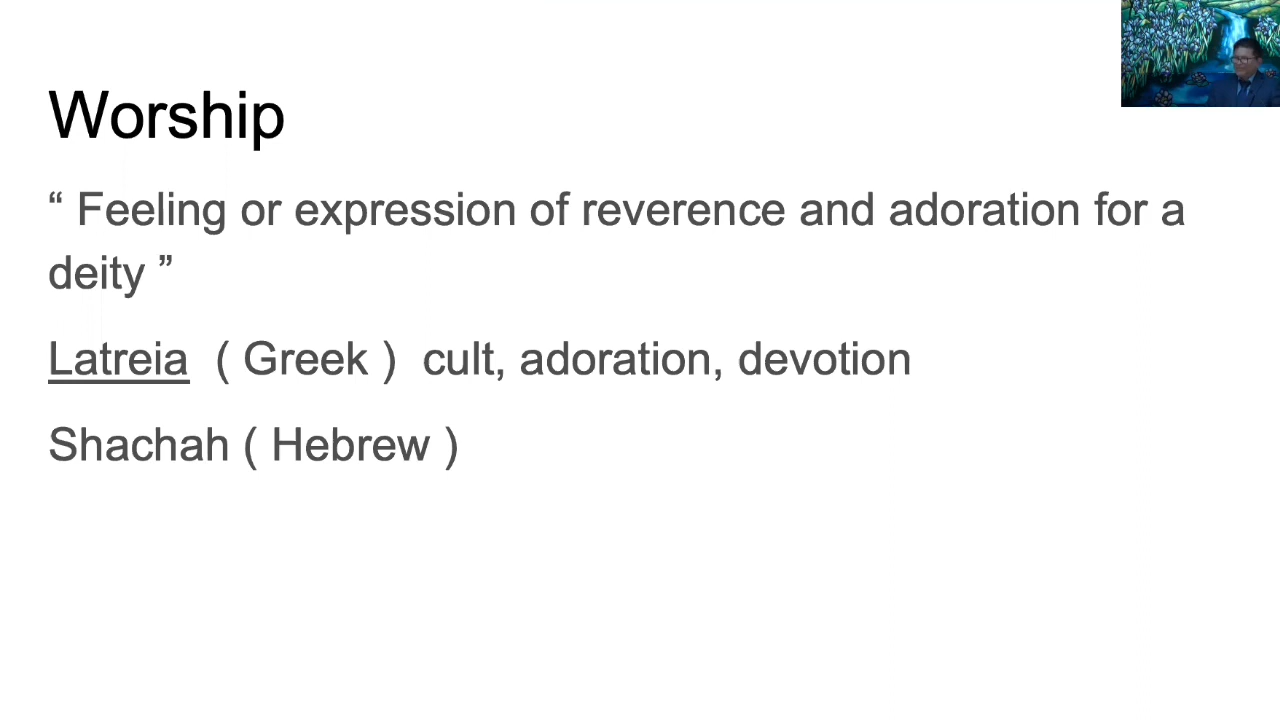 Worship
“ Feeling or expression of reverence and adoration for a
deity ”
Latreia ( Greek ) cult, adoration, devotion
Shachah ( Hebrew )